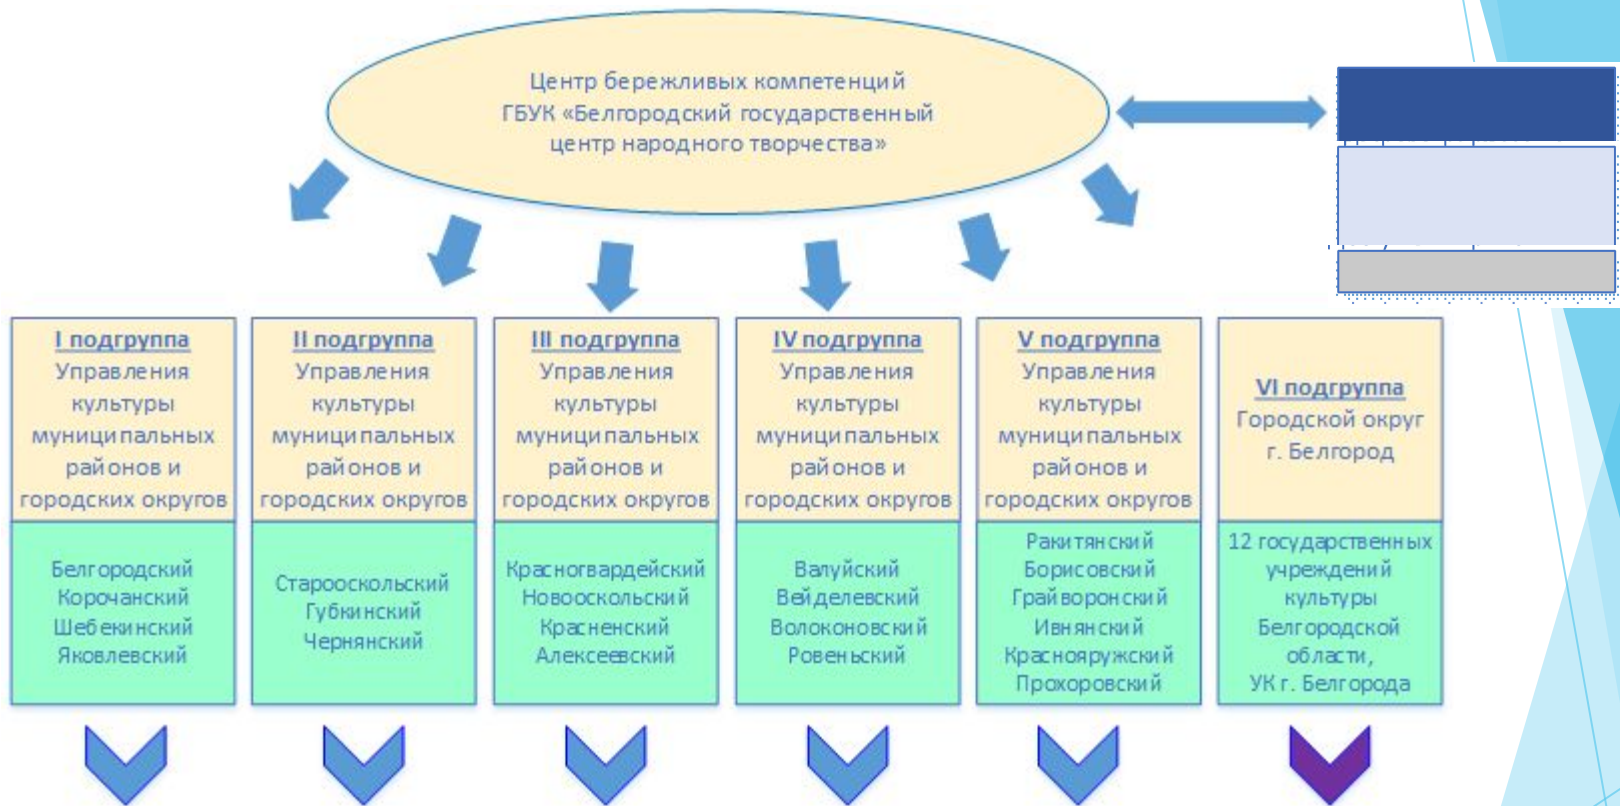 Центр бережливых компетенций
ГБУК «Белгородский государственный
центр народного творчества»
I подгруппа
Управления
культуры
муниципальных
районов и
городских округов
Белгородский
Корочанский
Шебекинский
Яковлевский
II подгруппа
Управления
культуры
муниципальных
районов и
городских округов
Старооскольский
Губкинский
Чернянский
III подгруппа
Управления
культуры
муниципальных
районов и
городских округов
Красногвардейский
Новооскольский
Красненский
Алексеевский
IV подгруппа
Управления
культуры
муниципальных
районов и
городских округов
Валуйский
Вейделевский
Волоконовский
Ровеньский
V подгруппа
Управления
культуры
муниципальных
районов и
городских округов
Ракитянский
Борисовский
Грайворонский
Ивнянский
Краснояружский
Прохоровский
VI подгруппа
Городской округ
г. Белгород
12 государственных
учреждений
культуры
Белгородской
области,
УК г. Белгорода